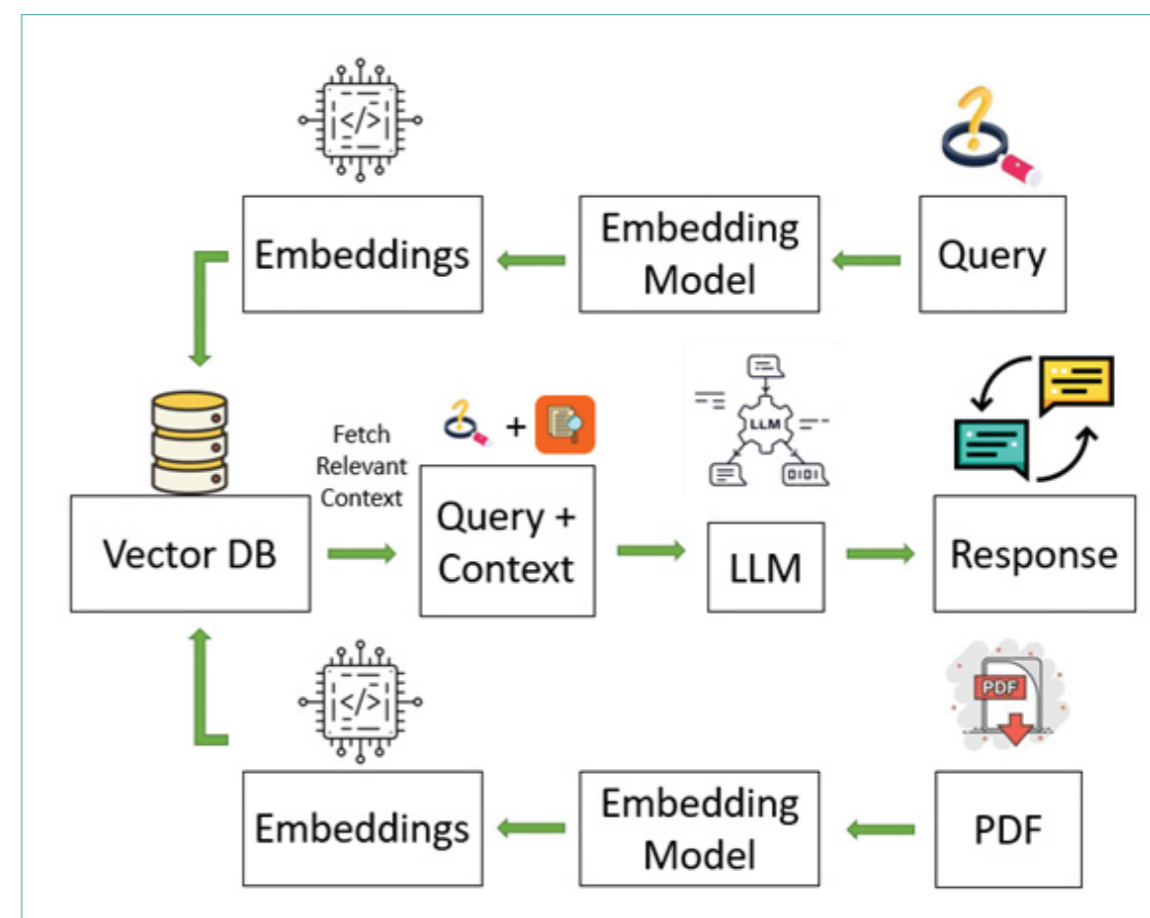 </>
?
Embeddings
Embedding
Model
Query
LLM
Fetch
Relevant
Context
? +
0101
Vector DB
Query +
Context
LLM
Response
</>
PDF
Embeddings
Embedding
Model
PDF